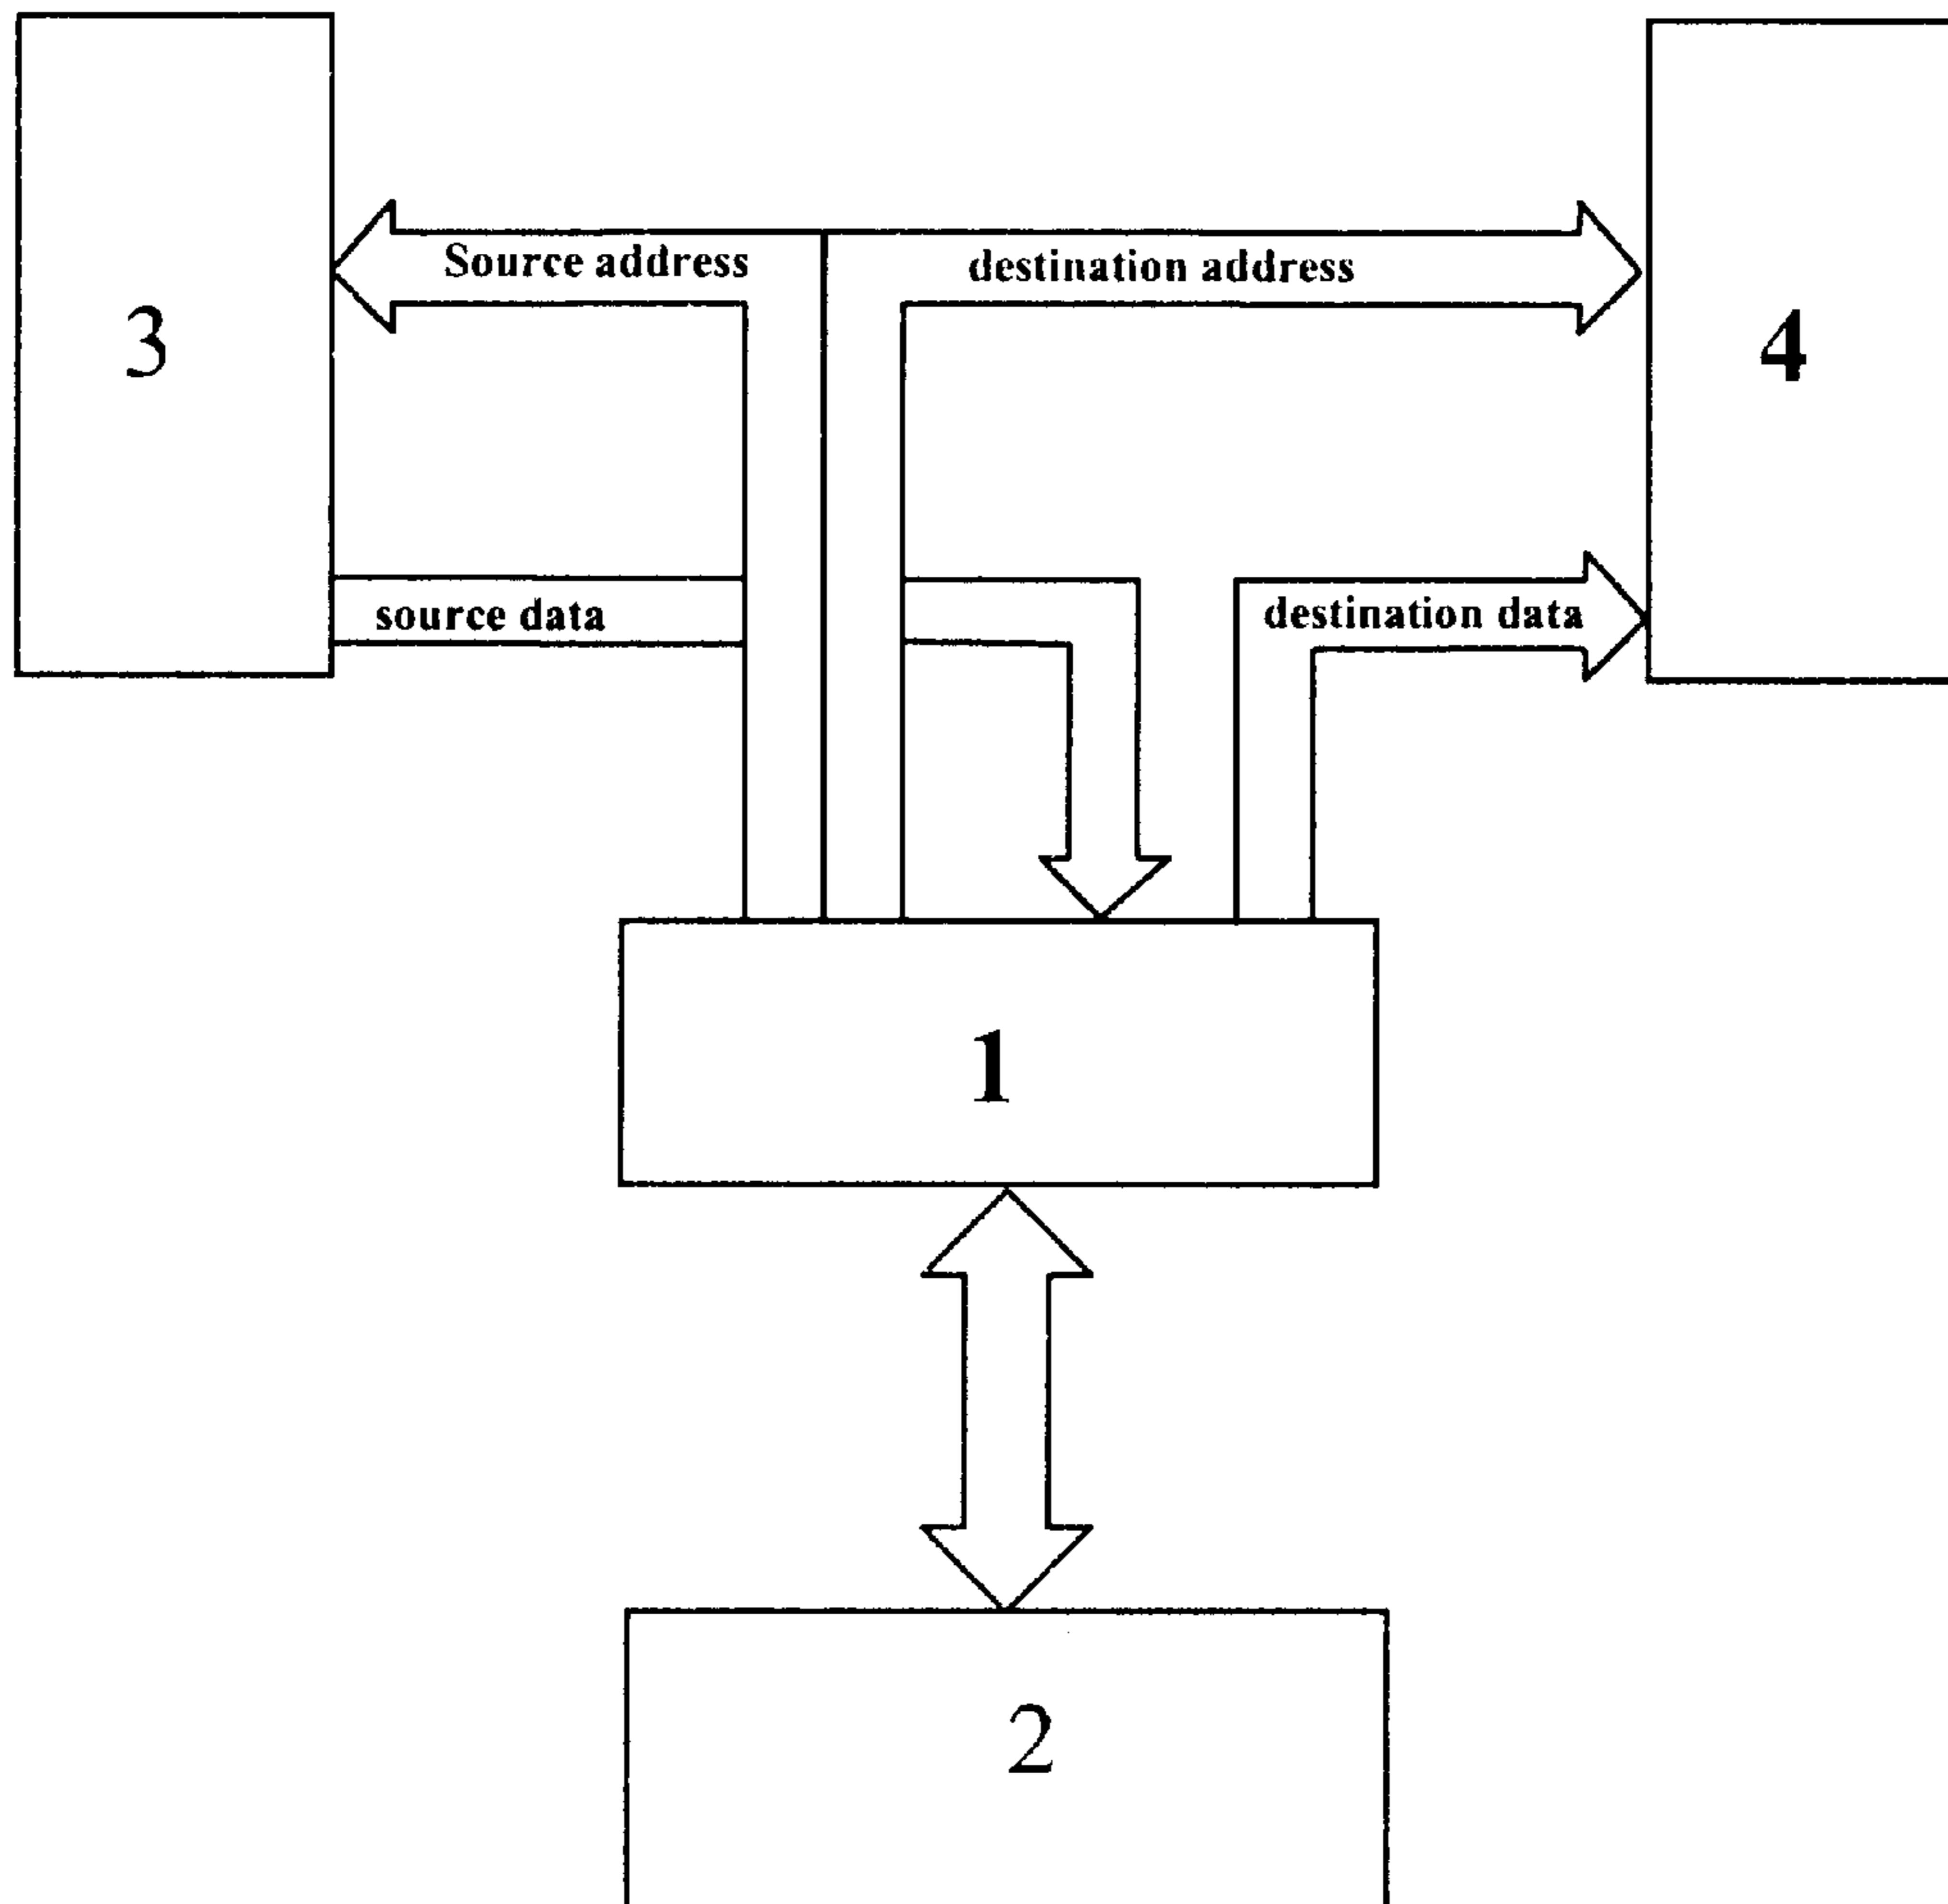 Source address
destination address
3
4
source data
destination data
1
2